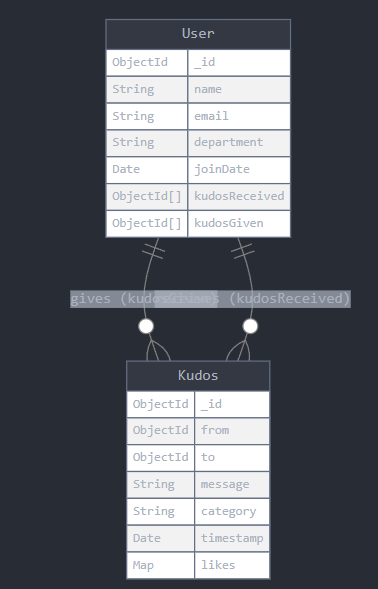 User
ObjectId _id
String name
String email
String department
Date joinDate
ObjectId[] kudosReceived
ObjectId[] kudosGiven
gives (kudos (kudosReceived)
Kudos
ObjectId _id
ObjectId from
ObjectId to
String message
String category
Date timestamp
Map likes